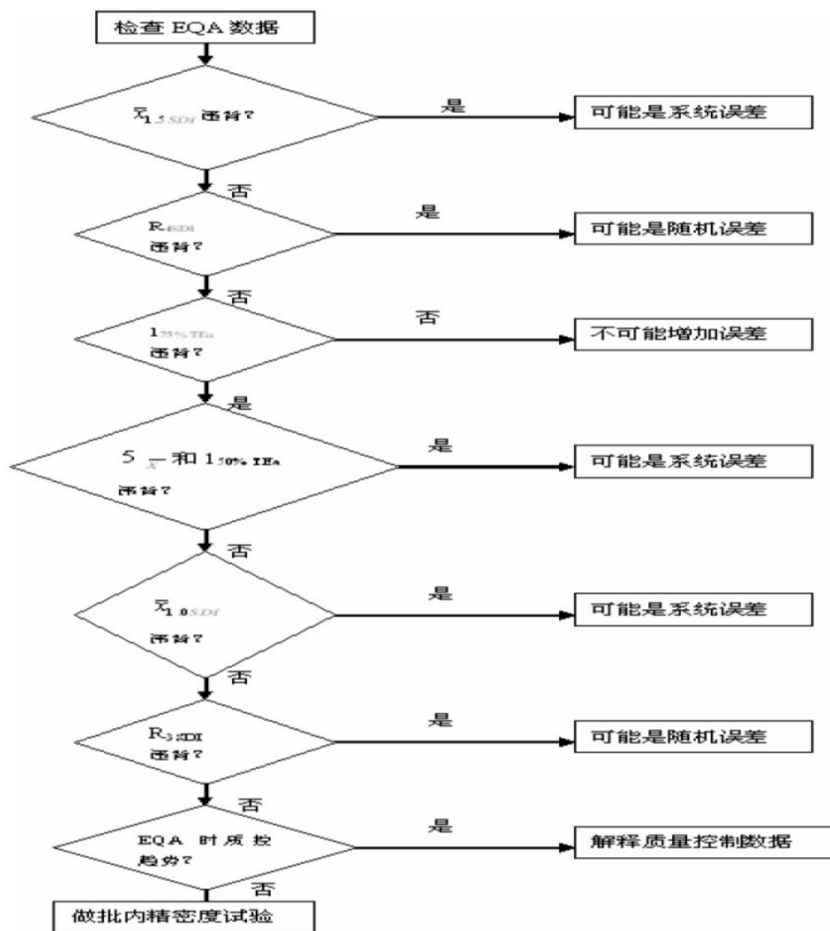 检查 EQA 数据
x̄1.5SDI 违背?
是
可能是系统误差
否
R4SDI
违背?
是
可能是随机误差
否
175% TEa
违背?
否
不可能增加误差
是
5 x̄ 和 150% TEa
违背?
是
可能是系统误差
否
x̄1.0SDI
违背?
是
可能是系统误差
否
R3SDI
违背?
是
可能是随机误差
否
EQA 时质控
趋势?
是
解释质量控制数据
否
做批内精密度试验